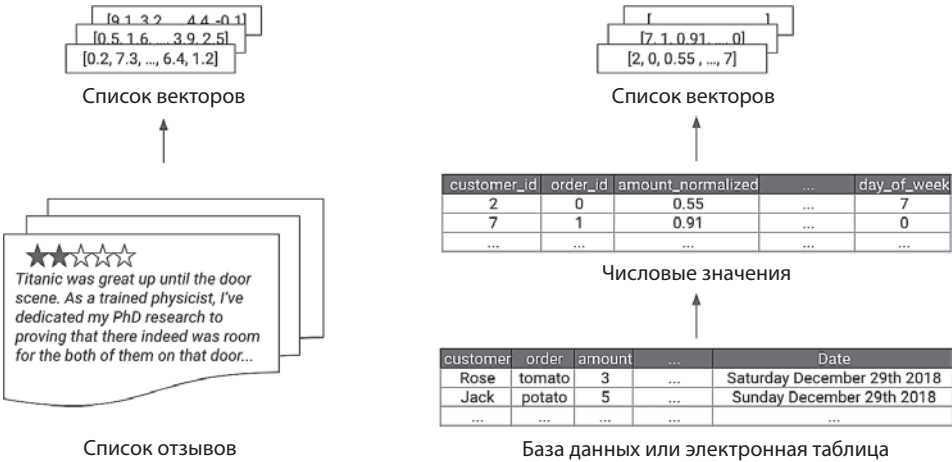 [9.1, 3.2, ..., 4.4, -0.1]
[0.5, 1.6, ..., 3.9, 2.5]
[0.2, 7.3, ..., 6.4, 1.2]
Список векторов
Titanic was great up until the door
scene. As a trained physicist, I've
dedicated my PhD research to
proving that there indeed was room
for the both of them on that door...
Список отзывов
[ ]
[7, 1, 0.91, ..., 0]
[2, 0, 0.55 , ..., 7]
Список векторов
customer_id order_id amount_normalized ... day_of_week
2 0 0.55 ... 7
7 1 0.91 ... 0
... ... ... ... ...
Числовые значения
customer order amount ... Date
Rose tomato 3 ... Saturday December 29th 2018
Jack potato 5 ... Sunday December 29th 2018
... ... ... ... ...
База данных или электронная таблица